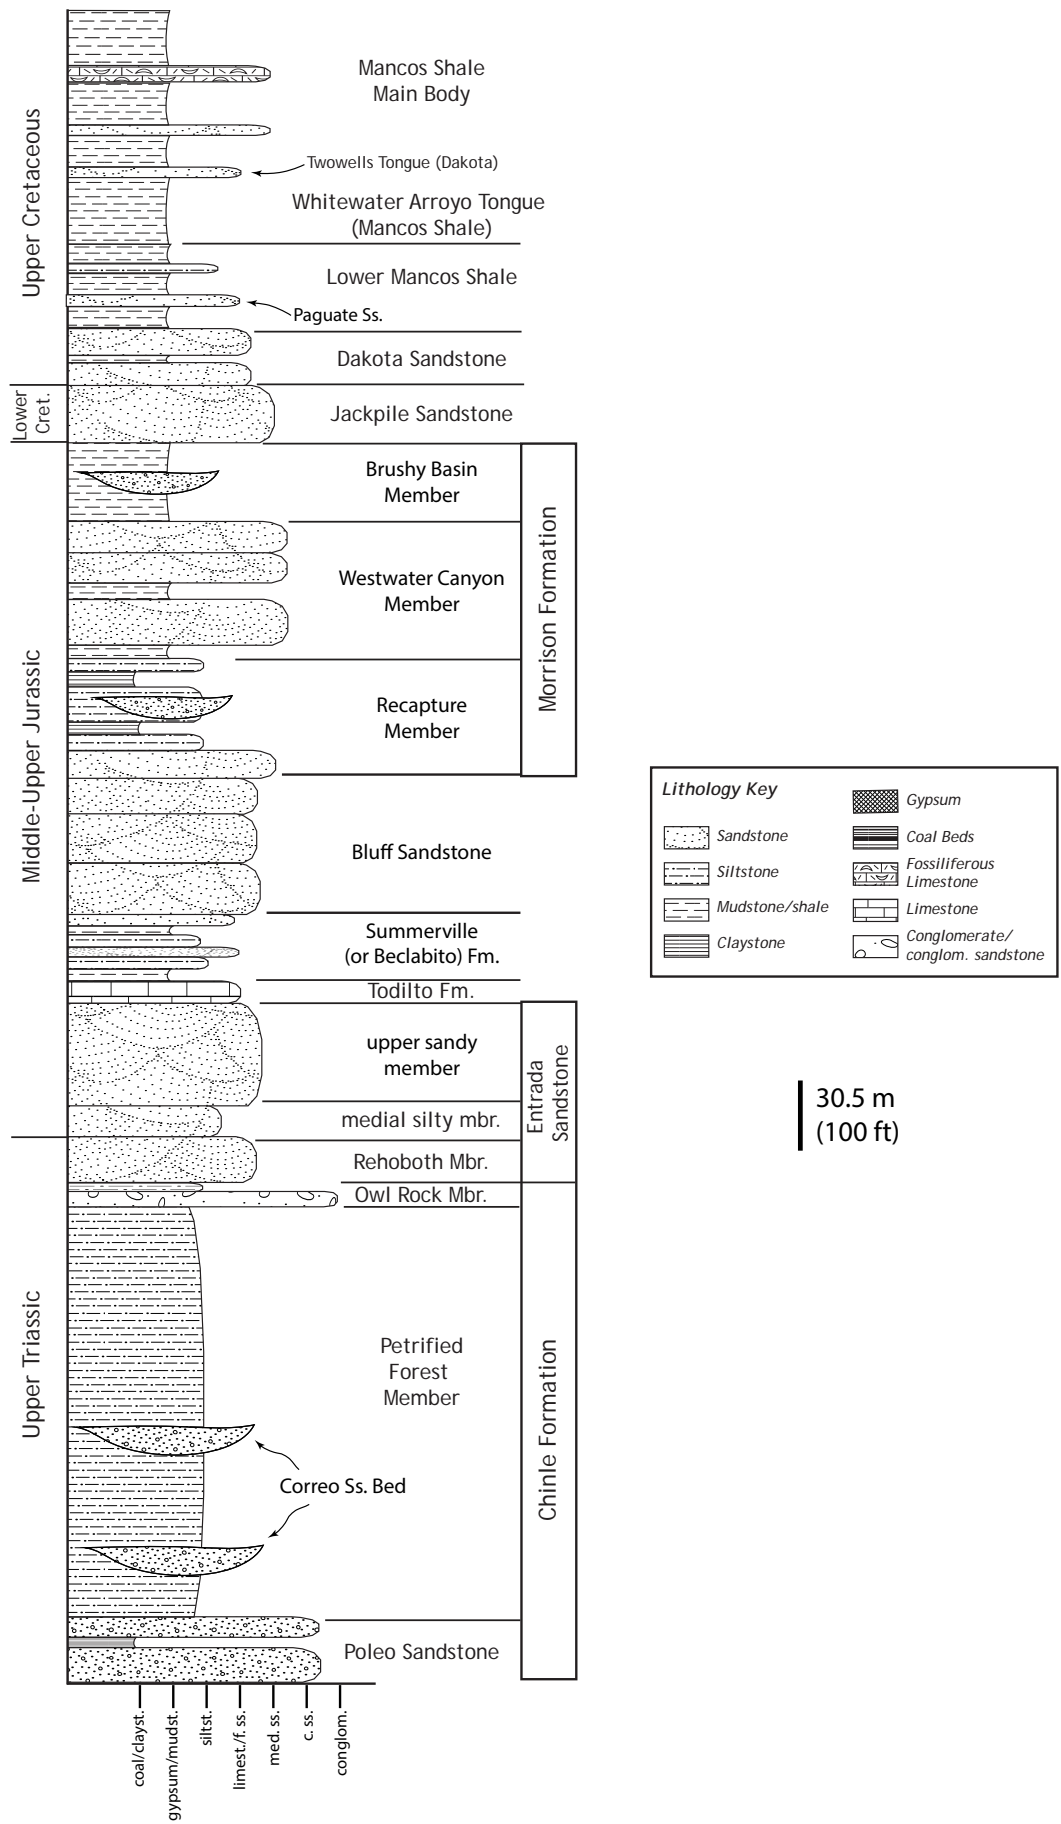 Upper Cretaceous
Lower
Cret.
Middle-Upper Jurassic
Upper Triassic
Mancos Shale
Main Body
Twowells Tongue (Dakota)
Whitewater Arroyo Tongue
(Mancos Shale)
Lower Mancos Shale
Paguate Ss.
Dakota Sandstone
Jackpile Sandstone
Brushy Basin
Member
Westwater Canyon
Member
Recapture
Member
Morrison Formation
Bluff Sandstone
Summerville
(or Beclabito) Fm.
Todilto Fm.
upper sandy
member
medial silty mbr.
Rehoboth Mbr.
Entrada
Sandstone
Owl Rock Mbr.
Petrified
Forest
Member
Correo Ss. Bed
Poleo Sandstone
Chinle Formation
coal/clayst.
gypsum/mudst.
siltst.
limest./f. ss.
med. ss.
c. ss.
conglom.
Lithology Key
Sandstone
Siltstone
Mudstone/shale
Claystone
Gypsum
Coal Beds
Fossiliferous
Limestone
Limestone
Conglomerate/
conglom. sandstone
30.5 m
(100 ft)